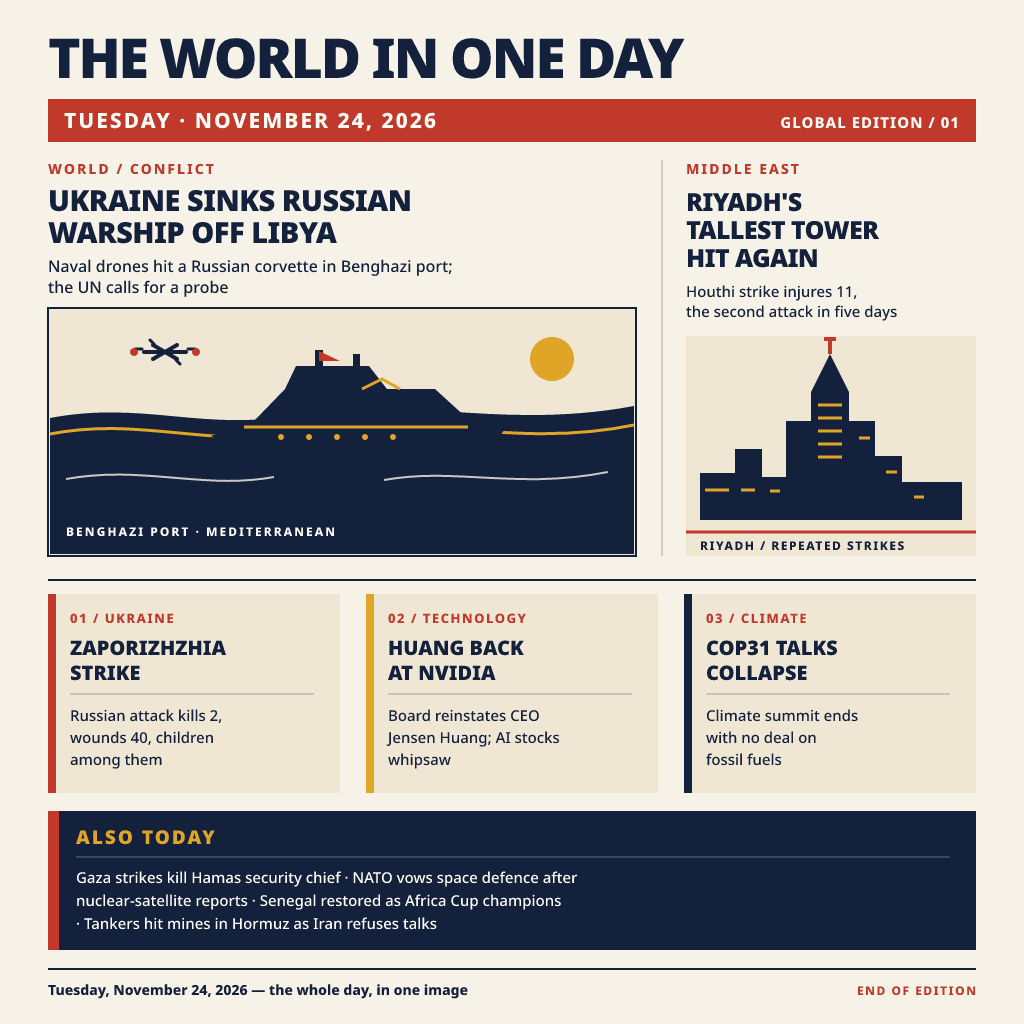 THE WORLD IN ONE DAY
TUESDAY · NOVEMBER 24, 2026
GLOBAL EDITION / 01
WORLD / CONFLICT
UKRAINE SINKS RUSSIAN
WARSHIP OFF LIBYA
Naval drones hit a Russian corvette in Benghazi port;
the UN calls for a probe
BENGHAZI PORT · MEDITERRANEAN
MIDDLE EAST
RIYADH'S
TALLEST TOWER
HIT AGAIN
Houthi strike injures 11,
the second attack in five days
RIYADH / REPEATED STRIKES
01 / UKRAINE
ZAPORIZHZHIA
STRIKE
Russian attack kills 2,
wounds 40, children
among them
02 / TECHNOLOGY
HUANG BACK
AT NVIDIA
Board reinstates CEO
Jensen Huang; AI stocks
whipsaw
03 / CLIMATE
COP31 TALKS
COLLAPSE
Climate summit ends
with no deal on
fossil fuels
ALSO TODAY
Gaza strikes kill Hamas security chief · NATO vows space defence after
nuclear-satellite reports · Senegal restored as Africa Cup champions
· Tankers hit mines in Hormuz as Iran refuses talks
Tuesday, November 24, 2026 — the whole day, in one image
END OF EDITION